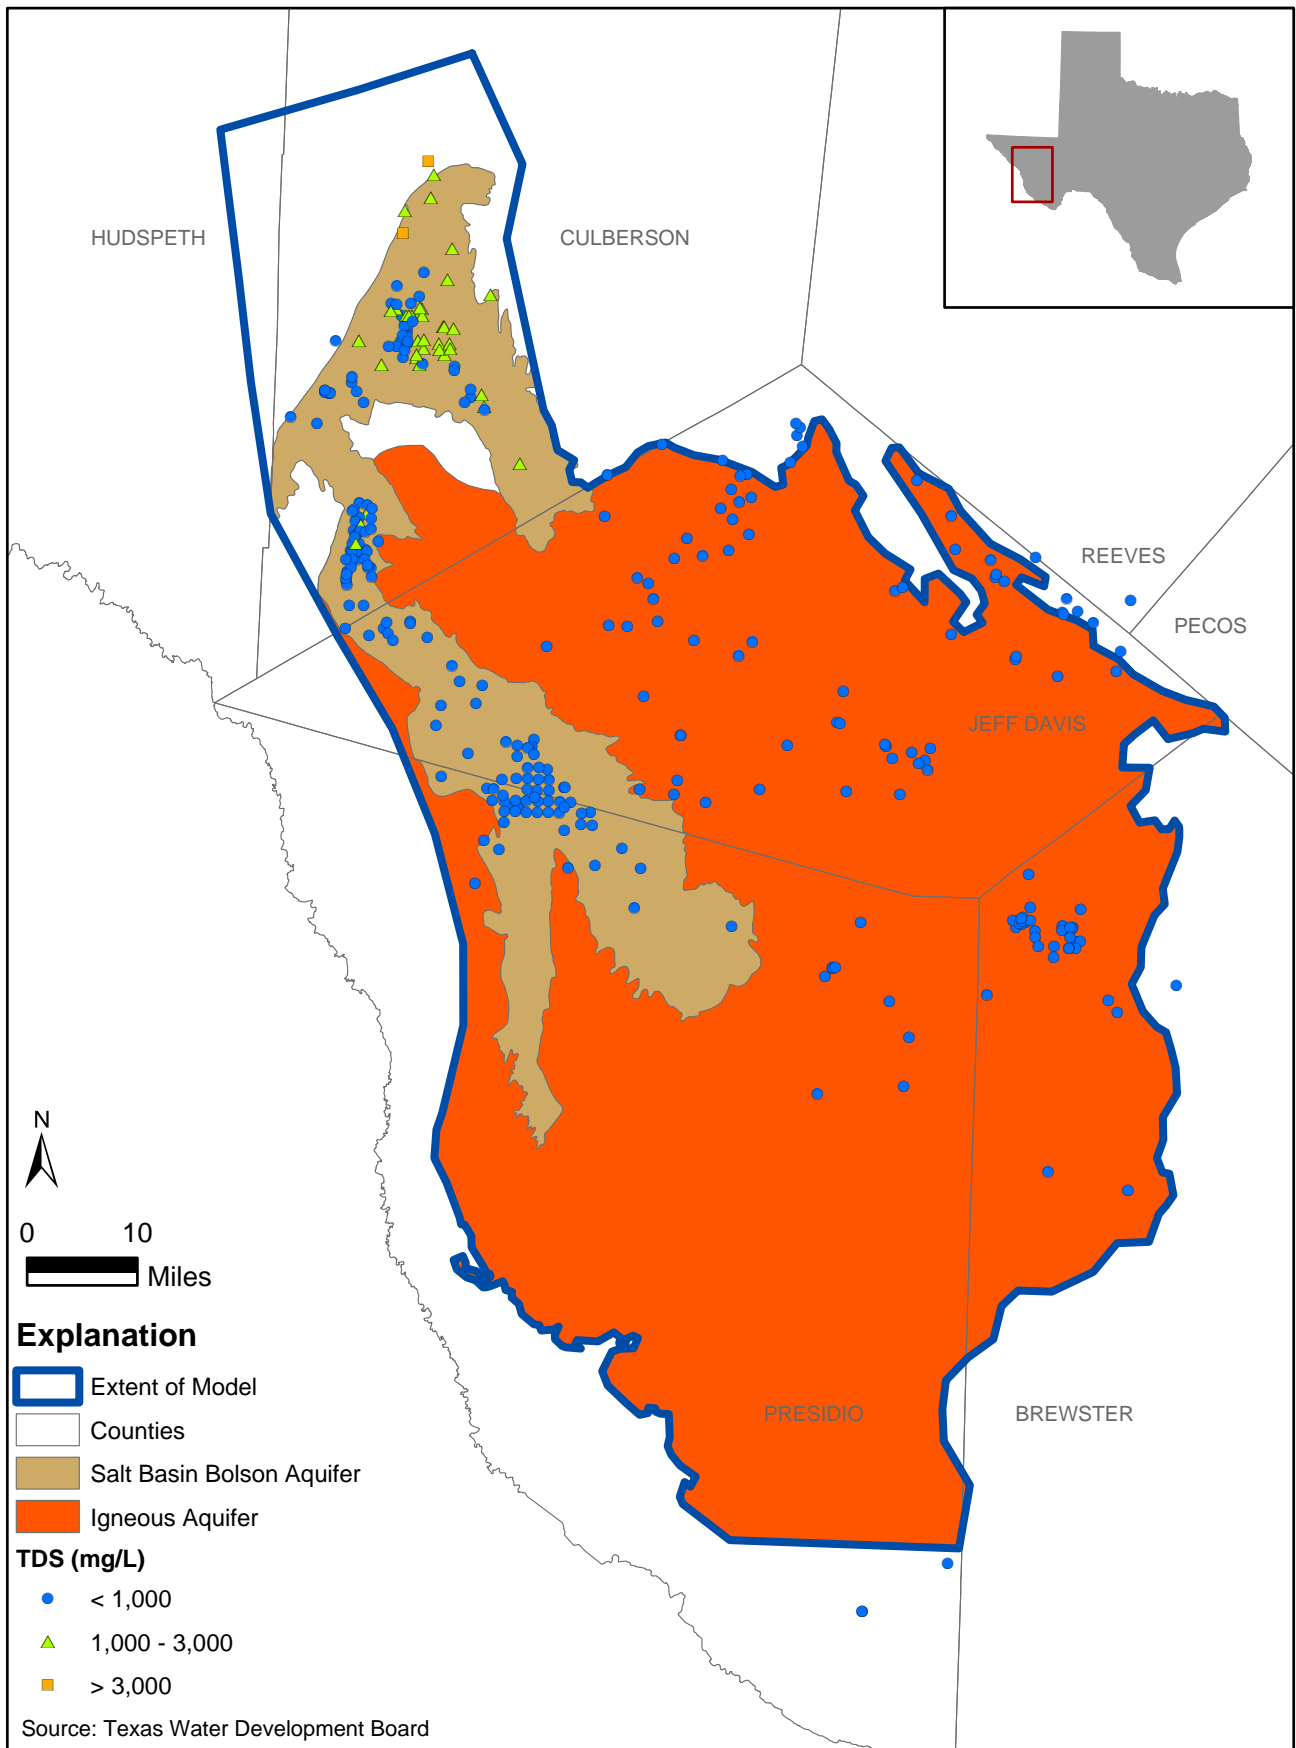 HUDSPETH
CULBERSON
REEVES
PECOS
JEFF DAVIS
PRESIDIO
BREWSTER
N
0 10
Miles
Explanation
Extent of Model
Counties
Salt Basin Bolson Aquifer
Igneous Aquifer
TDS (mg/L)
< 1,000
1,000 - 3,000
> 3,000
Source: Texas Water Development Board